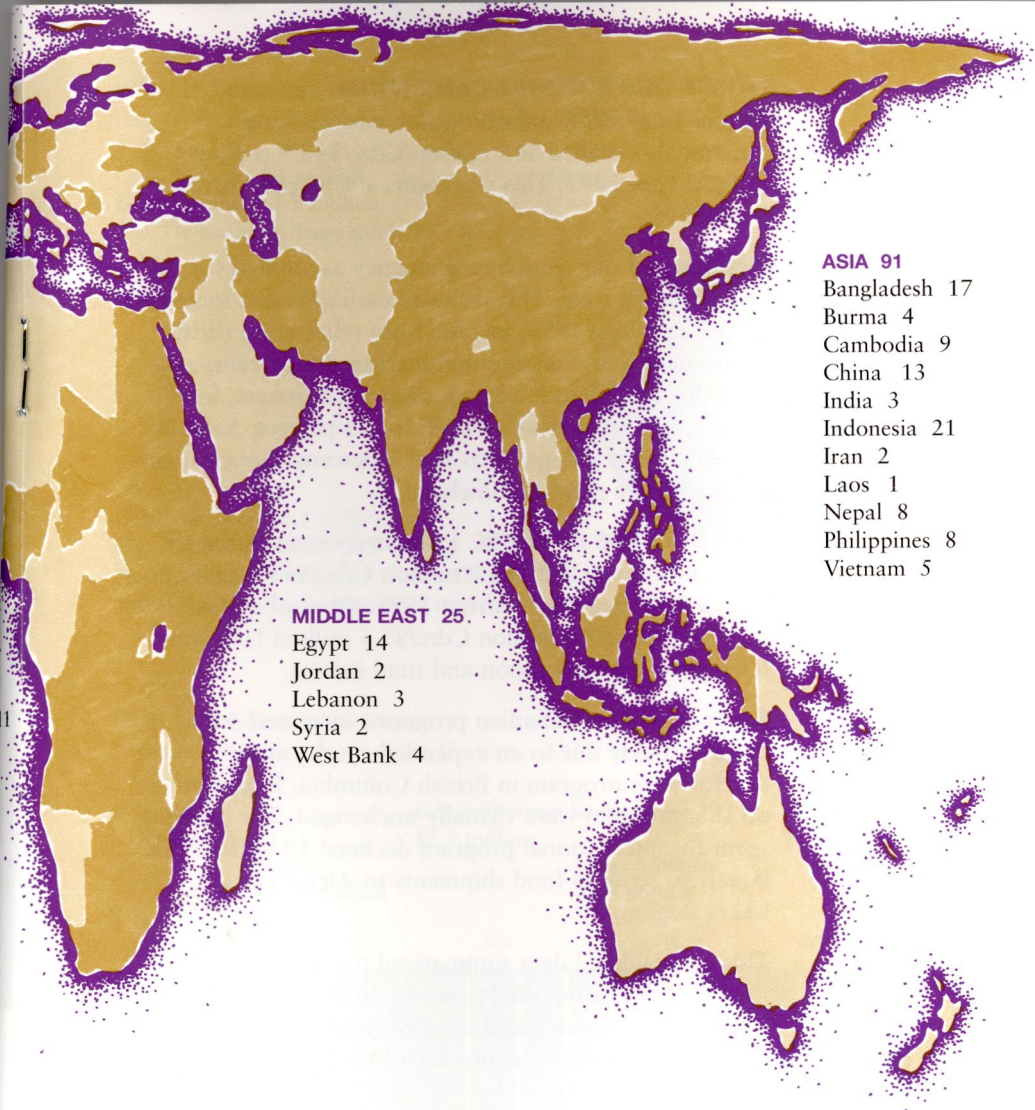 ASIA 91
Bangladesh 17
Burma 4
Cambodia 9
China 13
India 3
Indonesia 21
Iran 2
Laos 1
Nepal 8
Philippines 8
Vietnam 5
MIDDLE EAST 25
Egypt 14
Jordan 2
Lebanon 3
Syria 2
West Bank 4